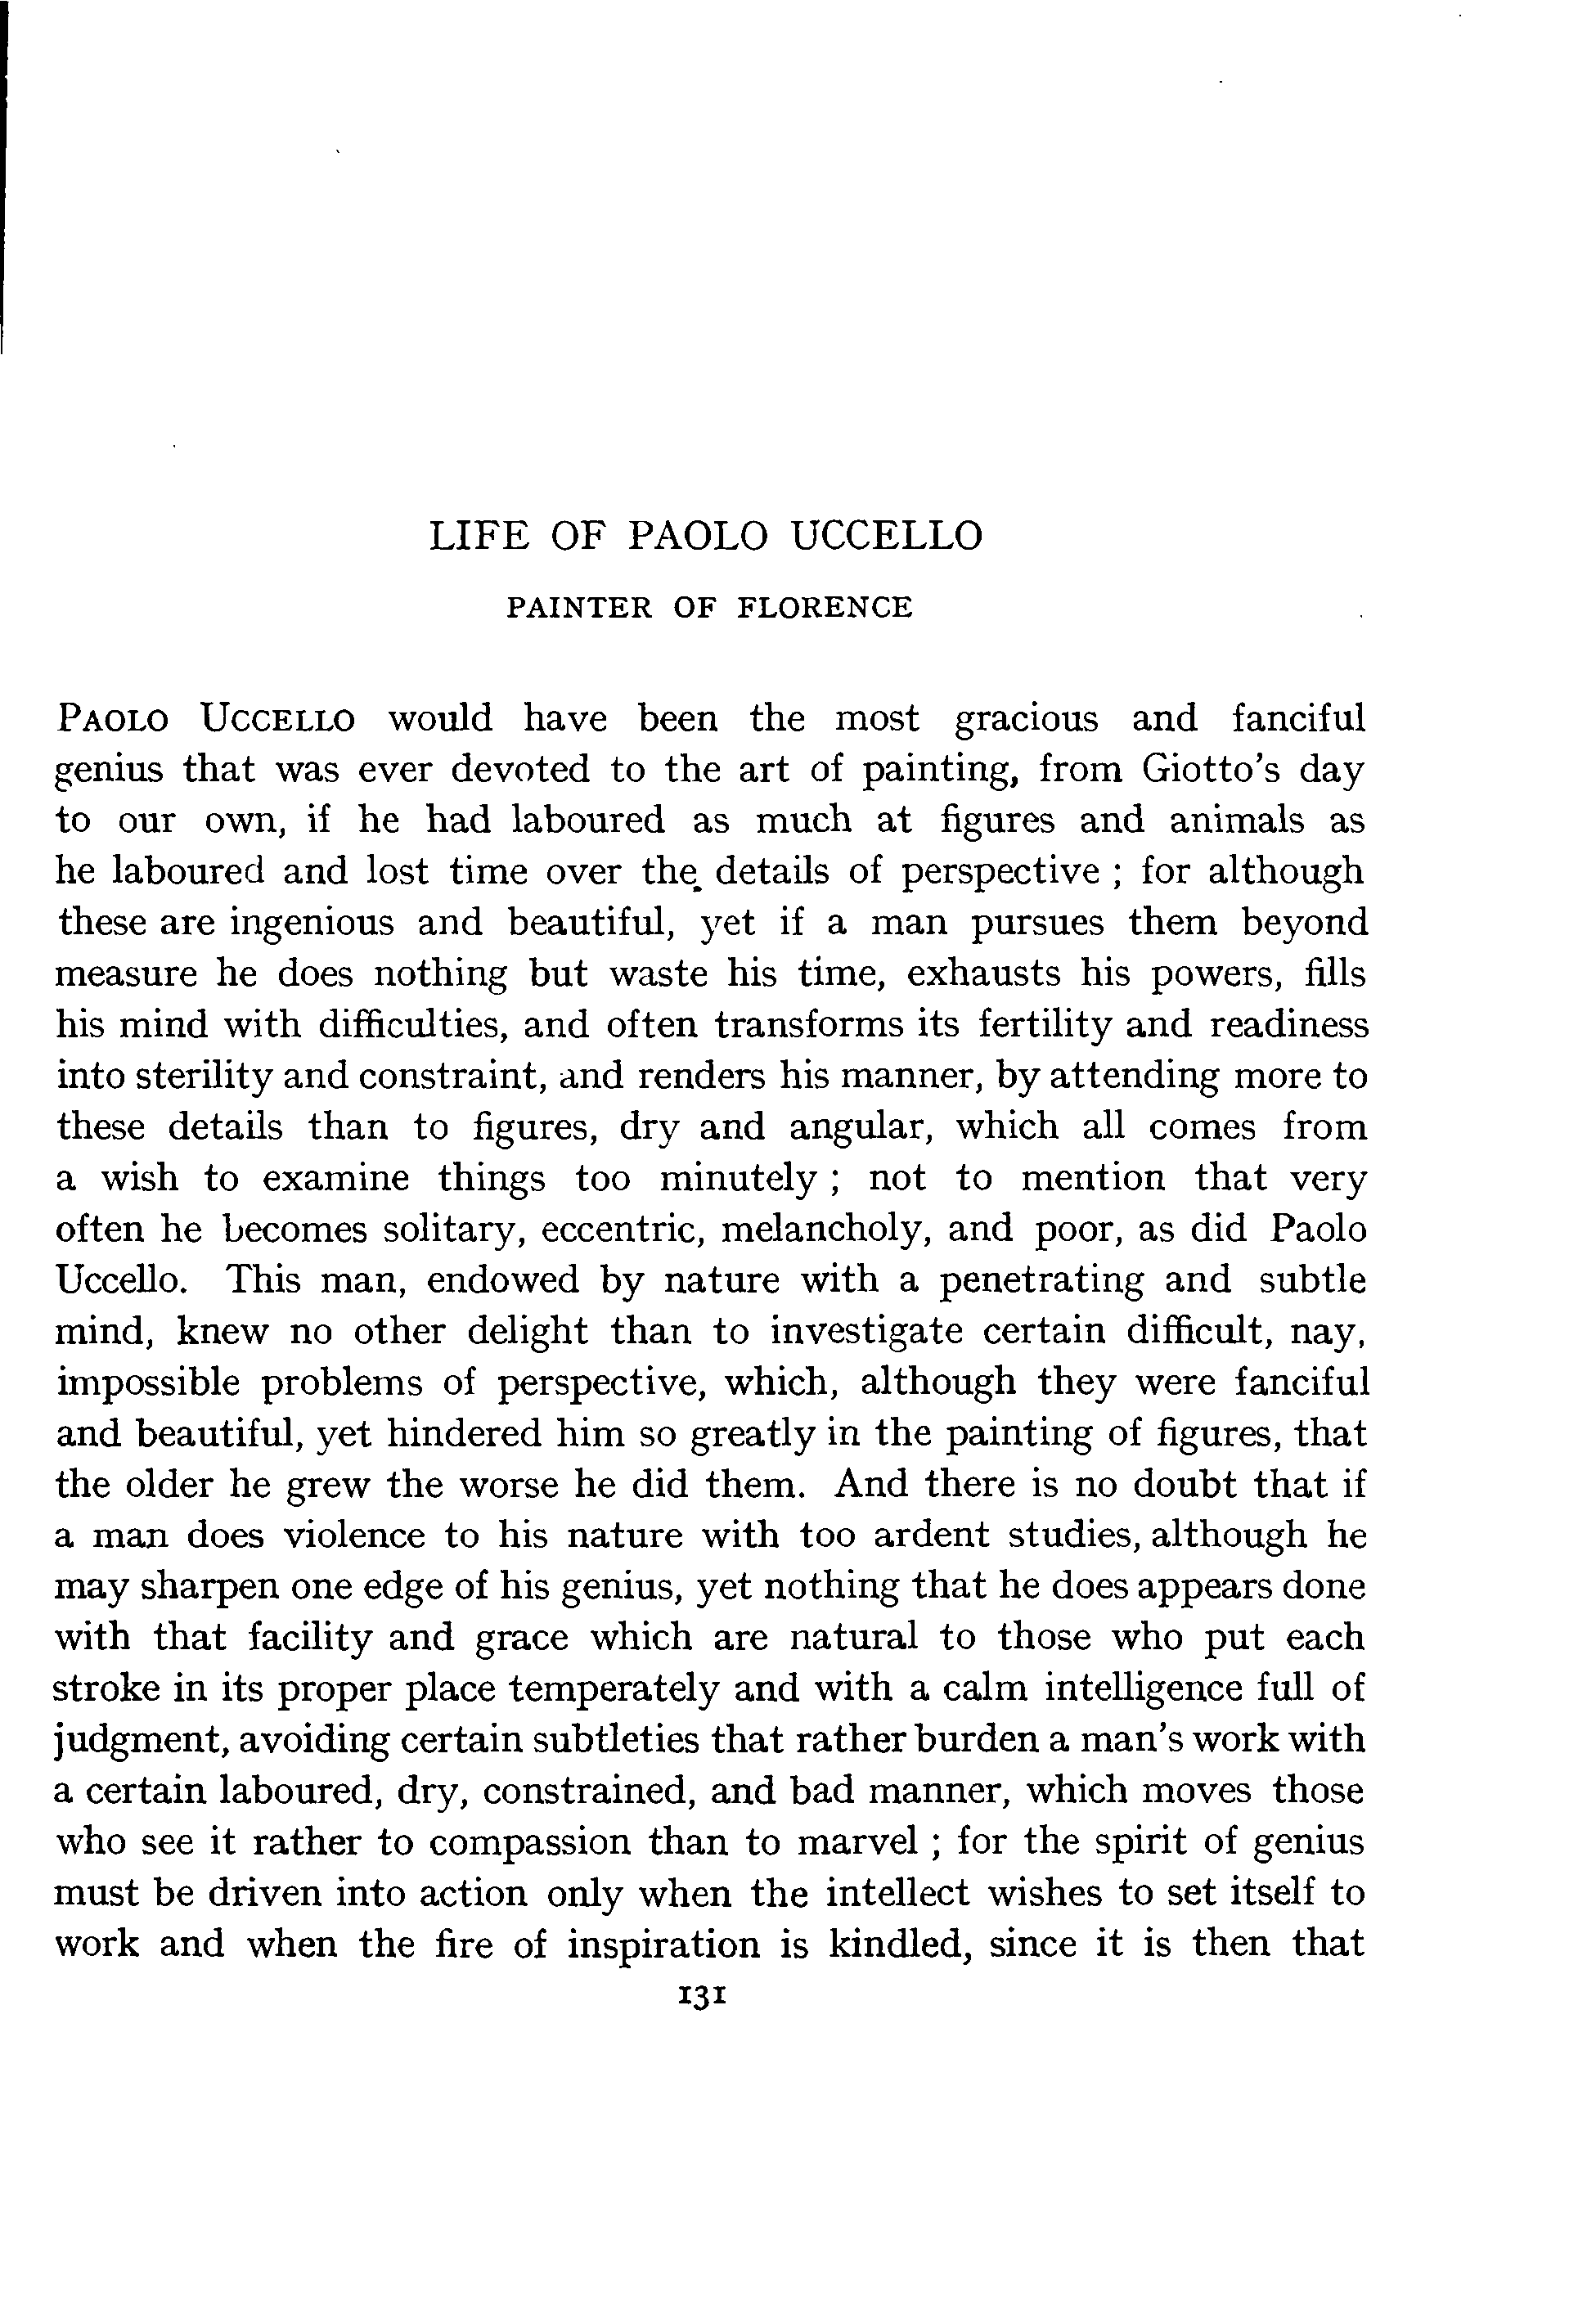 LIFE OF PAOLO UCCELLO
PAINTER OF FLORENCE
PAOLO UCCELLO would have been the most gracious and fanciful
genius that was ever devoted to the art of painting, from Giotto's day
to our own, if he had laboured as much at figures and animals as
he laboured and lost time over the details of perspective ; for although
these are ingenious and beautiful, yet if a man pursues them beyond
measure he does nothing but waste his time, exhausts his powers, fills
his mind with difficulties, and often transforms its fertility and readiness
into sterility and constraint, and renders his manner, by attending more to
these details than to figures, dry and angular, which all comes from
a wish to examine things too minutely ; not to mention that very
often he becomes solitary, eccentric, melancholy, and poor, as did Paolo
Uccello. This man, endowed by nature with a penetrating and subtle
mind, knew no other delight than to investigate certain difficult, nay,
impossible problems of perspective, which, although they were fanciful
and beautiful, yet hindered him so greatly in the painting of figures, that
the older he grew the worse he did them. And there is no doubt that if
a man does violence to his nature with too ardent studies, although he
may sharpen one edge of his genius, yet nothing that he does appears done
with that facility and grace which are natural to those who put each
stroke in its proper place temperately and with a calm intelligence full of
judgment, avoiding certain subtleties that rather burden a man's work with
a certain laboured, dry, constrained, and bad manner, which moves those
who see it rather to compassion than to marvel ; for the spirit of genius
must be driven into action only when the intellect wishes to set itself to
work and when the fire of inspiration is kindled, since it is then that
131